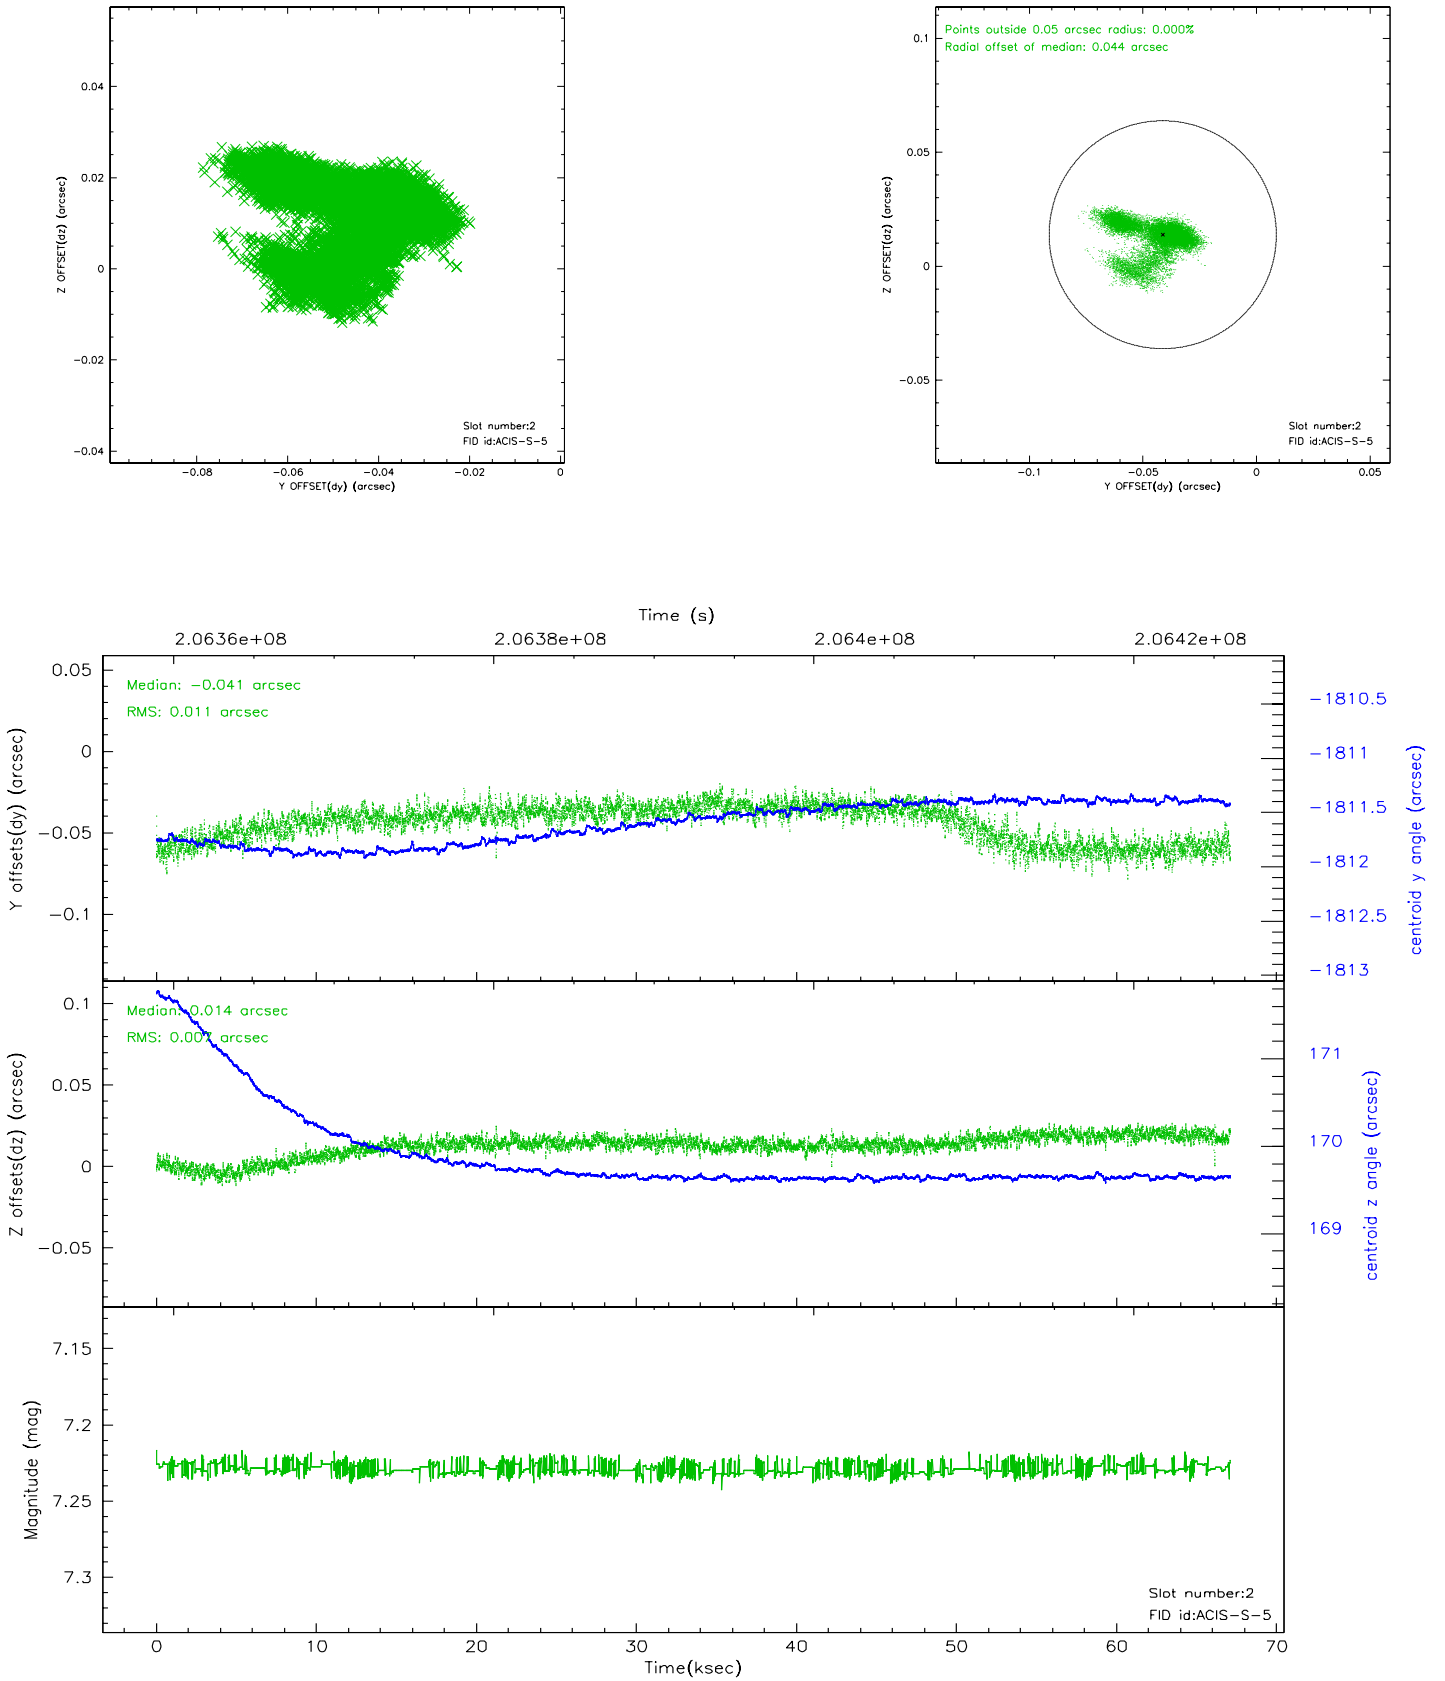 0.04
0.02
0
−0.02
−0.04
Z OFFSET(dz) (arcsec)
−0.08
−0.06
−0.04
−0.02
0
Y OFFSET(dy) (arcsec)
Slot number:2
FID id:ACIS−S−5
Points outside 0.05 arcsec radius: 0.000%
Radial offset of median: 0.044 arcsec
0.1
0.05
0
−0.05
Z OFFSET(dz) (arcsec)
−0.1
−0.05
0
0.05
Y OFFSET(dy) (arcsec)
Slot number:2
FID id:ACIS−S−5
Time (s)
2.0636e+08
2.0638e+08
2.064e+08
2.0642e+08
Median: −0.041 arcsec
RMS: 0.011 arcsec
0.05
0
−0.05
−0.1
Y offsets(dy) (arcsec)
−1810.5
−1811
−1811.5
−1812
−1812.5
−1813
centroid y angle (arcsec)
Median: 0.014 arcsec
RMS: 0.007 arcsec
0.1
0.05
0
−0.05
Z offsets(dz) (arcsec)
171
170
169
centroid z angle (arcsec)
7.15
7.2
7.25
7.3
Magnitude (mag)
Slot number:2
FID id:ACIS−S−5
0
10
20
30
40
50
60
70
Time(ksec)